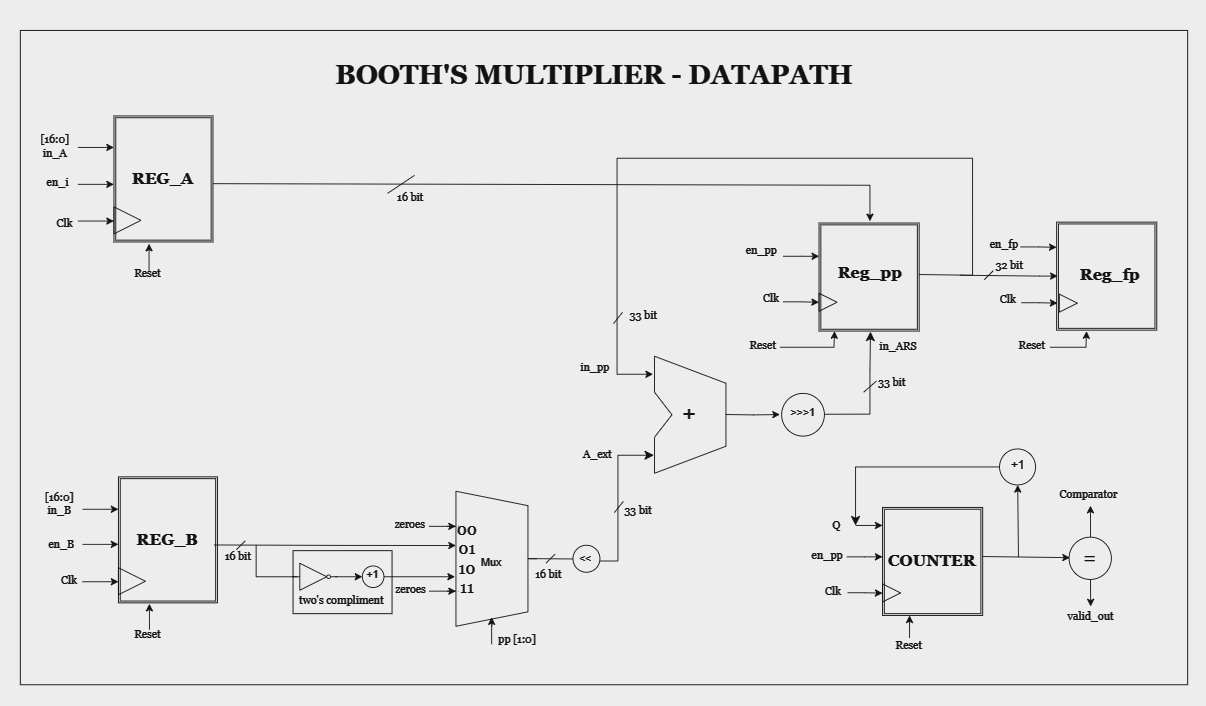 BOOTH'S MULTIPLIER - DATAPATH
[16:0]
in_A
en_i
Clk
REG_A
Reset
16 bit
en_pp
Clk
Reg_pp
Reset
in_ARS
33 bit
en_fp
32 bit
Clk
Reg_fp
Reset
33 bit
in_pp
+
>>>1
A_ext
33 bit
[16:0]
in_B
en_B
Clk
REG_B
Reset
16 bit
+1
two's compliment
zeroes
zeroes
00
01
10
11
Mux
pp [1:0]
16 bit
<<
+1
Q
en_pp
Clk
COUNTER
Reset
Comparator
=
valid_out